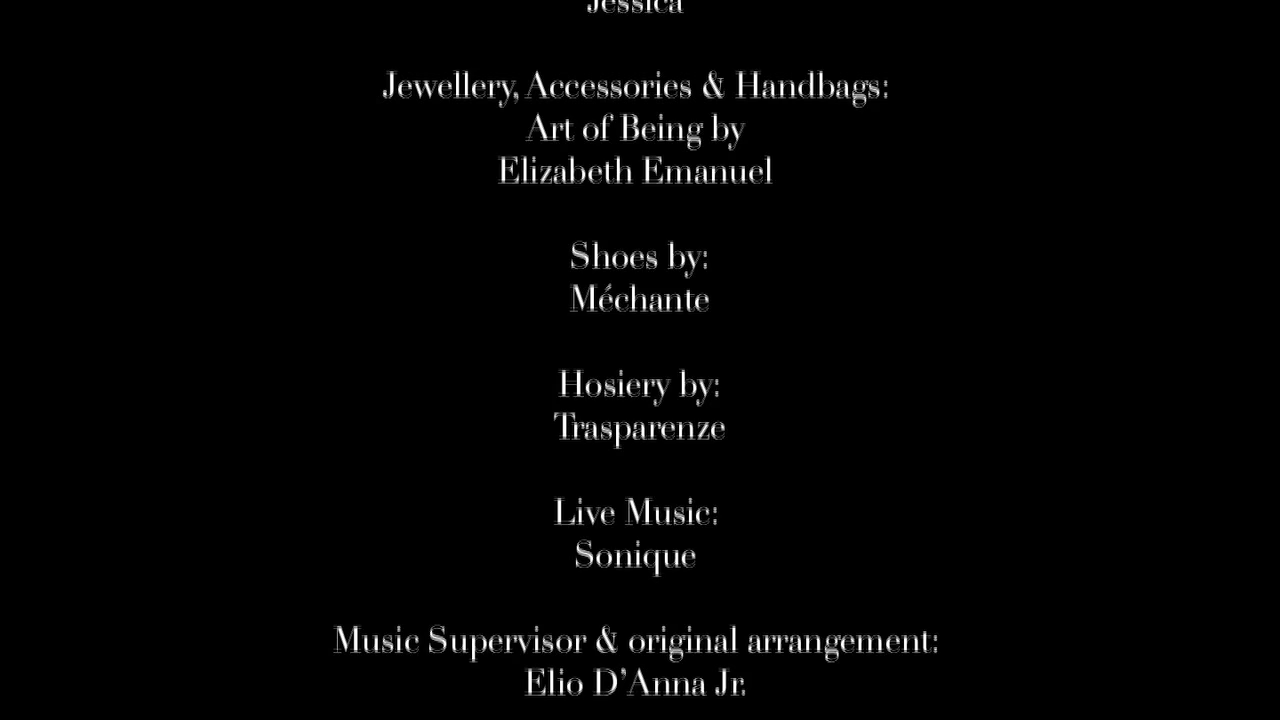 Jessica
Jewellery, Accessories & Handbags:
Art of Being by
Elizabeth Emanuel
Shoes by:
Méchante
Hosiery by:
Trasparenze
Live Music:
Sonique
Music Supervisor & original arrangement:
Elio D’Anna Jr.